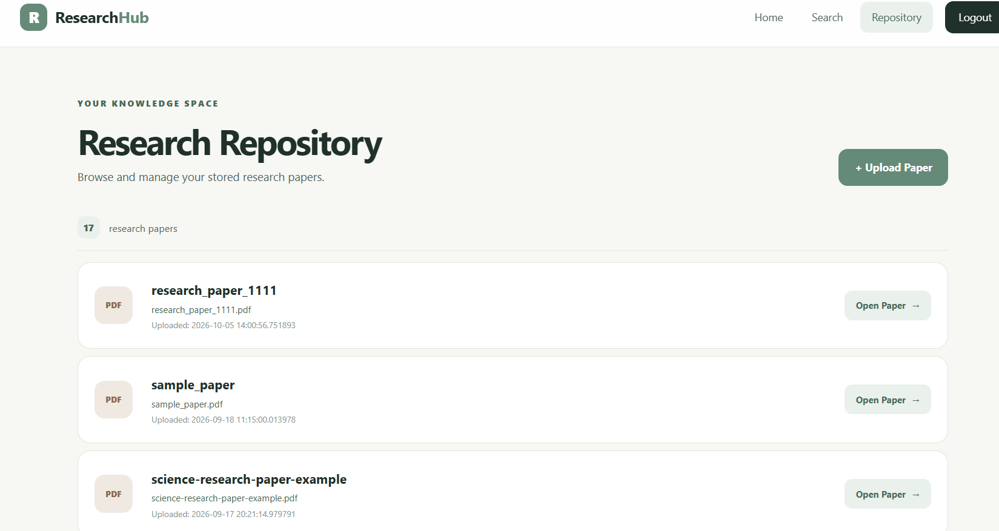 R ResearchHub Home Search Repository Logout
YOUR KNOWLEDGE SPACE
Research Repository
Browse and manage your stored research papers.
+ Upload Paper
17 research papers
PDF
research_paper_1111
research_paper_1111.pdf
Uploaded: 2026-10-05 14:00:56.751893
Open Paper →
PDF
sample_paper
sample_paper.pdf
Uploaded: 2026-09-18 11:15:00.013978
Open Paper →
PDF
science-research-paper-example
science-research-paper-example.pdf
Uploaded: 2026-09-17 20:21:14.979791
Open Paper →